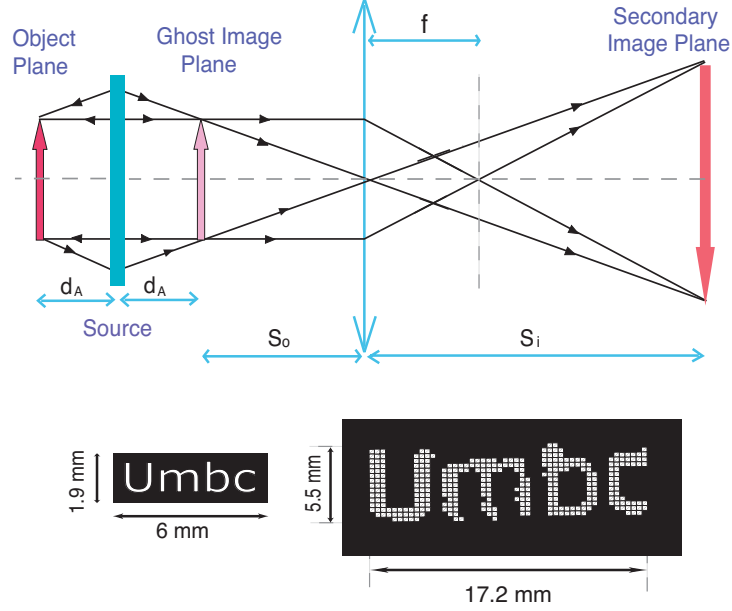 Object
Plane
Ghost Image
Plane
f
Secondary
Image Plane
dA
dA
Source
So
Si
1.9 mm
Umbc
6 mm
5.5 mm
Umbc
17.2 mm